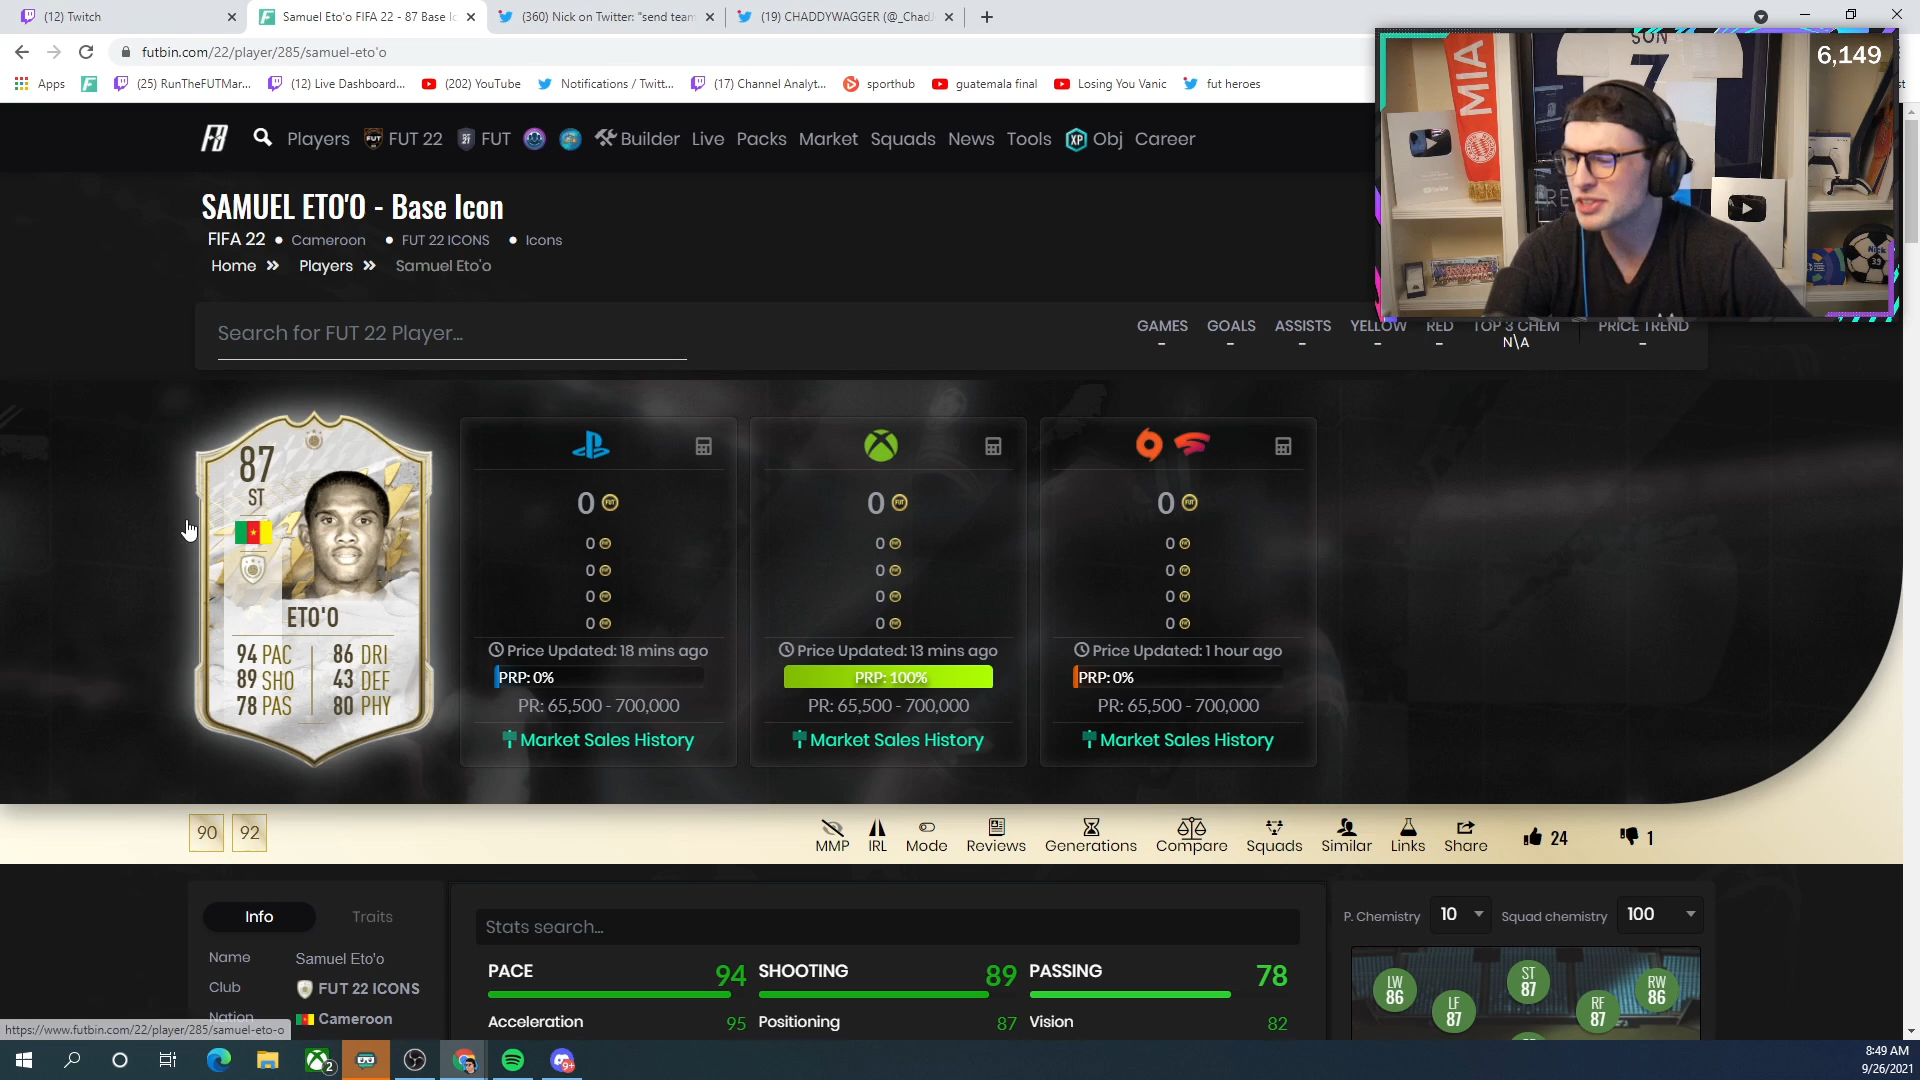 (12) Twitch
Samuel Eto'o FIFA 22 - 87 Base Ic
(360) Nick on Twitter: "send team
(19) CHADDYWAGGER (@_ChadJ
futbin.com/22/player/285/samuel-eto'o
Apps
(25) RunTheFUTMar...
(12) Live Dashboard...
(202) YouTube
Notifications / Twitt...
(17) Channel Analyt...
sporthub
guatemala final
Losing You Vanic
fut heroes
SON
7
MIA
6,149
Nick
Players
FUT 22
FUT
Builder
Live
Packs
Market
Squads
News
Tools
XP
Obj
Career
SAMUEL ETO'O - Base Icon
FIFA 22 • Cameroon • FUT 22 ICONS • Icons
Home » Players » Samuel Eto'o
Search for FUT 22 Player...
GAMES GOALS ASSISTS YELLOW RED TOP 3 CHEM PRICE TREND
- - - - - N\A -
87
ST
ETO'O
94 PAC 86 DRI
89 SHO 43 DEF
78 PAS 80 PHY
0
0
0
0
0
Price Updated: 18 mins ago
PRP: 0%
PR: 65,500 - 700,000
Market Sales History
0
0
0
0
0
Price Updated: 13 mins ago
PRP: 100%
PR: 65,500 - 700,000
Market Sales History
0
0
0
0
0
Price Updated: 1 hour ago
PRP: 0%
PR: 65,500 - 700,000
Market Sales History
90 92
MMP
IRL
Mode
Reviews
Generations
Compare
Squads
Similar
Links
Share
24
1
Info Traits
Name Samuel Eto'o
Club FUT 22 ICONS
Nation Cameroon
Stats search...
PACE 94 SHOOTING 89 PASSING 78
Acceleration 95 Positioning 87 Vision 82
P. Chemistry 10 Squad chemistry 100
LW
86
LF
87
ST
87
RF
87
RW
86
https://www.futbin.com/22/player/285/samuel-eto-o
2
9+
8:49 AM
9/26/2021